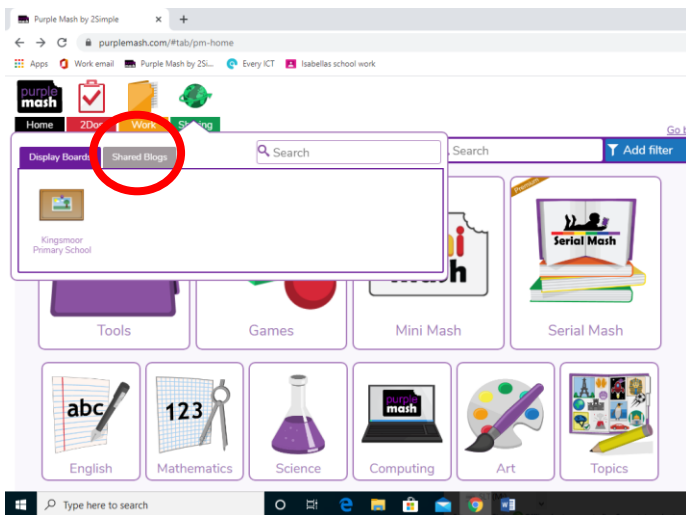 Purple Mash by 2Simple
purplemash.com/#tab/pm-home
Apps Work email Purple Mash by 2Si... Every ICT Isabellas school work
purple
mash
Home 2Dos Work Sharing
Display Boards Shared Blogs Search
Search Add filter
Kingsmoor
Primary School
Premium
Serial Mash
Tools Games Mini Mash Serial Mash
abc 123 purple
mash
English Mathematics Science Computing Art Topics
Type here to search